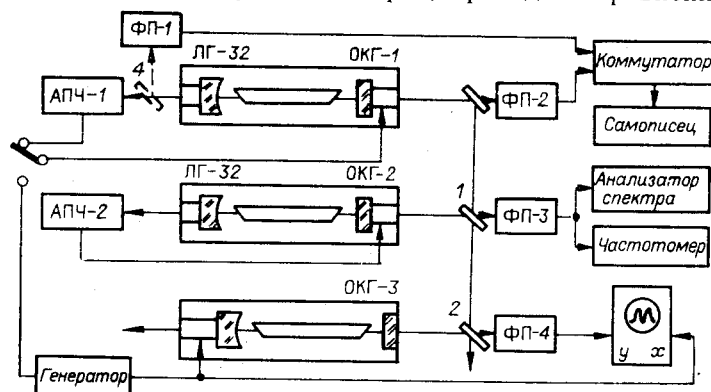 ФП-1
ЛГ-32
ОКГ-1
4
АПЧ-1
Коммутатор
ФП-2
Самописец
ЛГ-32
ОКГ-2
АПЧ-2
1
ФП-3
Анализатор
спектра
Частотомер
ОКГ-3
2
ФП-4
у х
Генератор